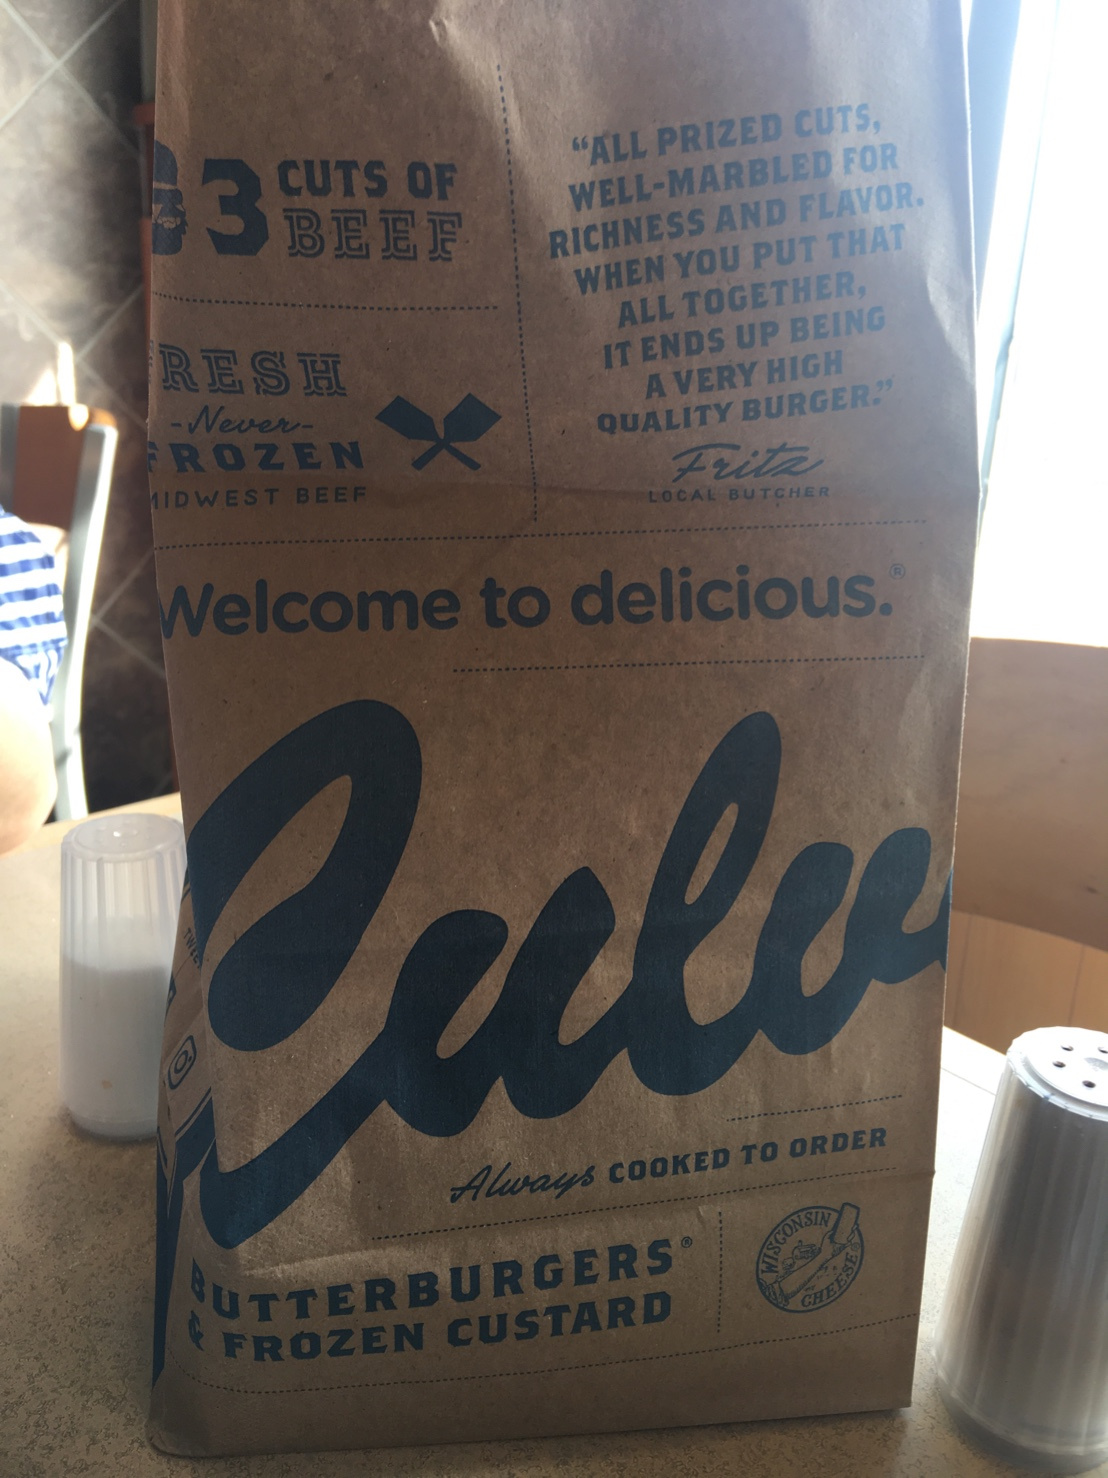 3 CUTS OF
BEEF
RESH
-Never-
FROZEN
MIDWEST BEEF
“ALL PRIZED CUTS,
WELL-MARBLED FOR
RICHNESS AND FLAVOR.
WHEN YOU PUT THAT
ALL TOGETHER,
IT ENDS UP BEING
A VERY HIGH
QUALITY BURGER.”
Fritz
LOCAL BUTCHER
Welcome to delicious.®
Culv
Always COOKED TO ORDER
BUTTERBURGERS®
& FROZEN CUSTARD
WISCONSIN
CHEESE